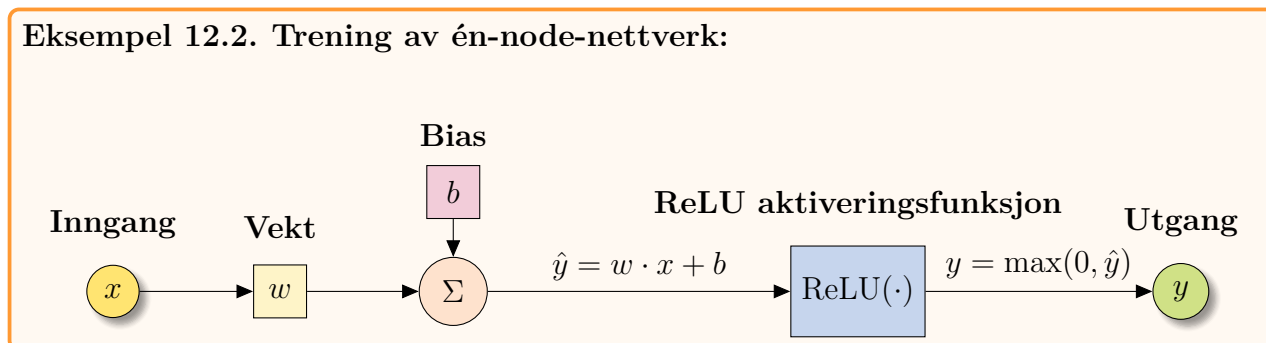 Eksempel 12.2. Trening av én-node-nettverk:
Bias
b
Inngang
Vekt
ReLU aktiveringsfunksjon
Utgang
x
w
Σ
ŷ = w · x + b
ReLU(·)
y = max(0, ŷ)
y